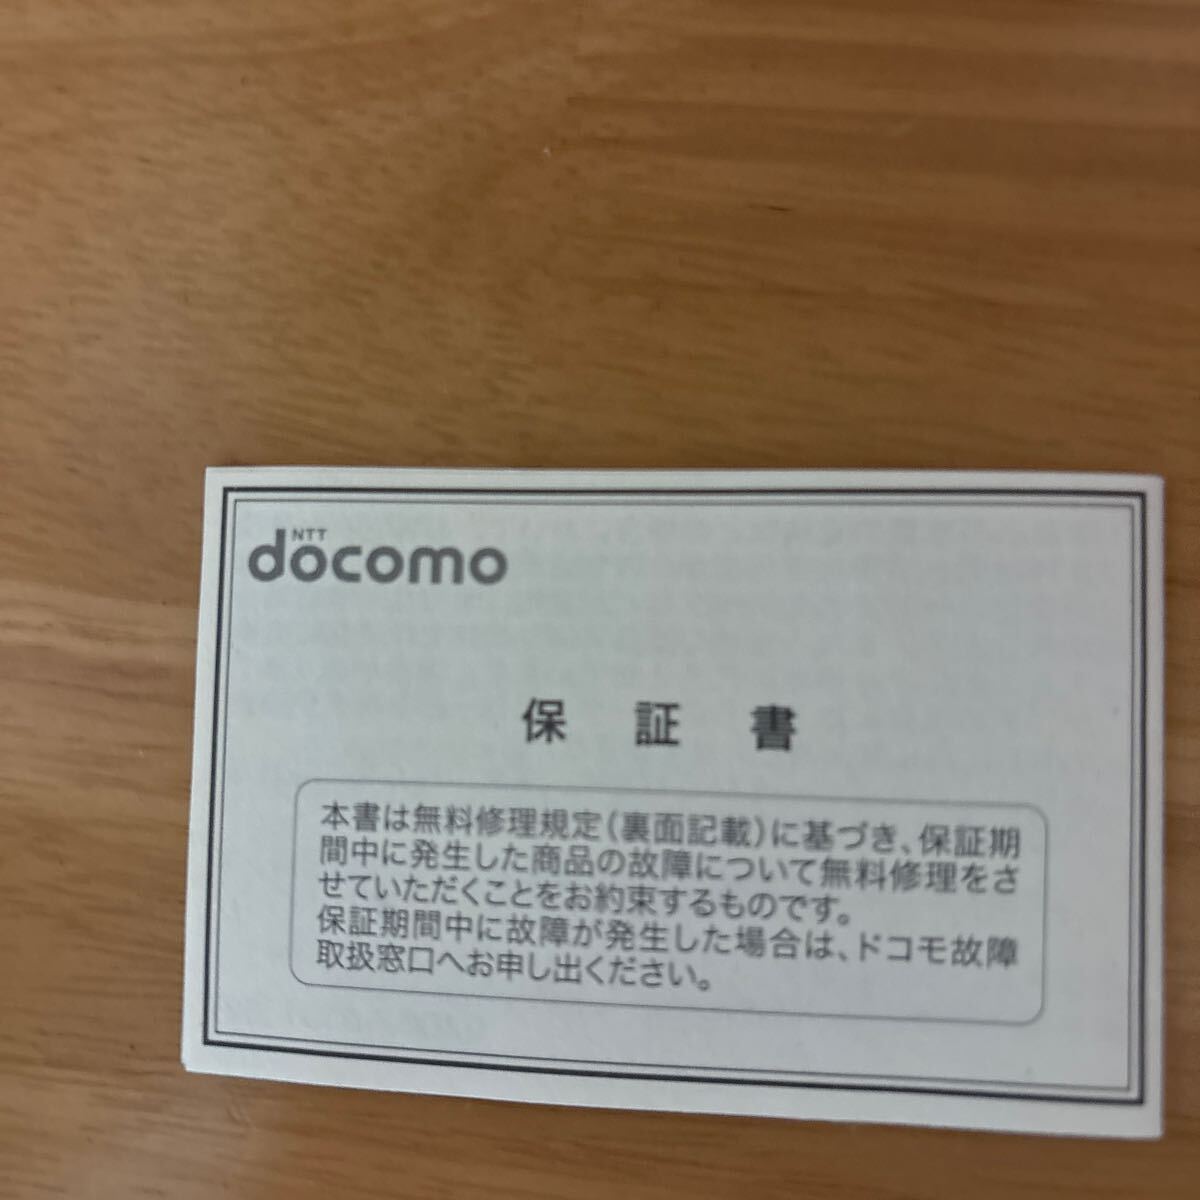 NTT
docomo
保証書
本書は無料修理規定(裏面記載)に基づき、保証期
間中に発生した商品の故障について無料修理をさ
せていただくことをお約束するものです。
保証期間中に故障が発生した場合は、ドコモ故障
取扱窓口へお申し出ください。